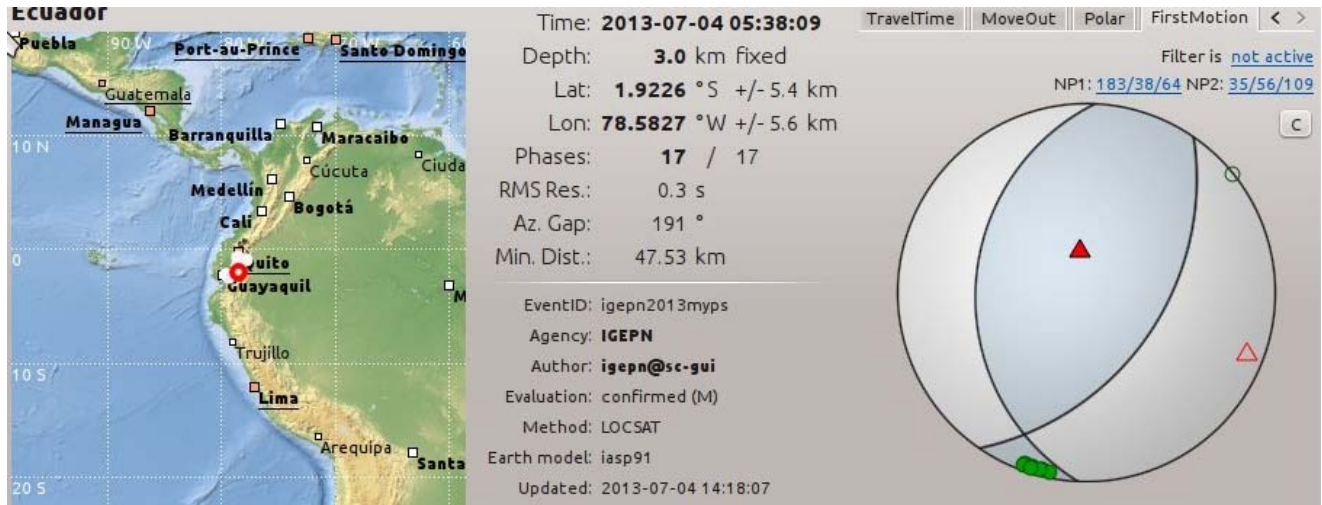 Ecuador
Puebla
90 W
Port-au-Prince
Santo Domingo
Guatemala
Managua
Barranquilla
Maracaibo
10 N
Cúcuta
Ciuda
Medellín
Bogotá
Cali
0
Quito
Guayaquil
M
Trujillo
10 S
Lima
Arequipa
Santa
20 S
Time: 2013-07-04 05:38:09
Depth: 3.0 km fixed
Lat: 1.9226 °S +/- 5.4 km
Lon: 78.5827 °W +/- 5.6 km
Phases: 17 / 17
RMS Res.: 0.3 s
Az. Gap: 191 °
Min. Dist.: 47.53 km
EventID: igepn2013myps
Agency: IGEPN
Author: igepn@sc-gui
Evaluation: confirmed (M)
Method: LOCSAT
Earth model: iasp91
Updated: 2013-07-04 14:18:07
TravelTime MoveOut Polar FirstMotion < >
Filter is not active
NP1: 183/38/64 NP2: 35/56/109
C